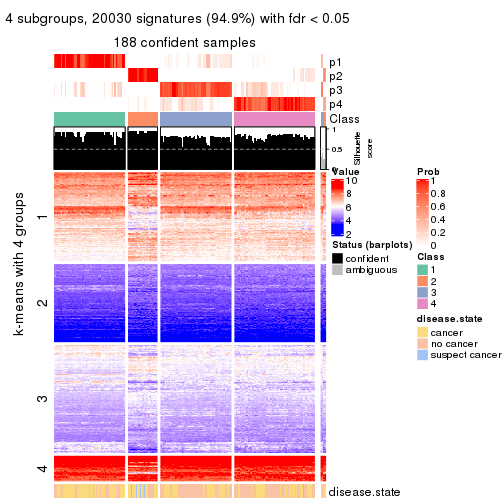 4 subgroups, 20030 signatures (94.9%) with fdr < 0.05
188 confident samples
p1
p2
p3
p4
Class
1
0.5
0
Silhouette
score
k-means with 4 groups
1
2
3
4
disease.state
Value
10
8
6
4
2
Status (barplots)
confident
ambiguous
Prob
1
0.8
0.6
0.4
0.2
0
Class
1
2
3
4
disease.state
cancer
no cancer
suspect cancer